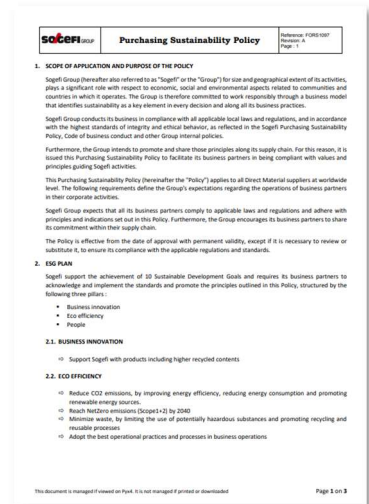 SOGEFI GROUP
Purchasing Sustainability Policy
Reference: FORS1097
Revision: A
Page : 1
1. SCOPE OF APPLICATION AND PURPOSE OF THE POLICY
Sogefi Group (hereafter also referred to as "Sogefi" or the "Group") for size and geographical extent of its activities,
plays a significant role with respect to economic, social and environmental aspects related to communities and
countries in which it operates. The Group is therefore committed to work responsibly through a business model
that identifies sustainability as a key element in every decision and along all its business practices.
Sogefi Group conducts its business in compliance with all applicable local laws and regulations, and in accordance
with the highest standards of integrity and ethical behavior, as reflected in the Sogefi Purchasing Sustainability
Policy, Code of business conduct and other Group internal policies.
Furthermore, the Group intends to promote and share those principles along its supply chain. For this reason, it is
issued this Purchasing Sustainability Policy to facilitate its business partners in being compliant with values and
principles guiding Sogefi activities.
This Purchasing Sustainability Policy (hereinafter the "Policy") applies to all Direct Material suppliers at worldwide
level. The following requirements define the Group's expectations regarding the operations of business partners
in their corporate activities.
Sogefi Group expects that all its business partners comply to applicable laws and regulations and adhere with
principles and indications set out in this Policy. Furthermore, the Group encourages its business partners to share
its commitment within their supply chain.
The Policy is effective from the date of approval with permanent validity, except if it is necessary to review or
substitute it, to ensure its compliance with the applicable regulations and standards.
2. ESG PLAN
Sogefi support the achievement of 10 Sustainable Development Goals and requires its business partners to
acknowledge and implement the standards and promote the principles outlined in this Policy, structured by the
following three pillars :
▪ Business innovation
▪ Eco efficiency
▪ People
2.1. BUSINESS INNOVATION
⇨ Support Sogefi with products including higher recycled contents
2.2. ECO EFFICIENCY
⇨ Reduce CO2 emissions, by improving energy efficiency, reducing energy consumption and promoting
renewable energy sources.
⇨ Reach NetZero emissions (Scope1+2) by 2040
⇨ Minimize waste, by limiting the use of potentially hazardous substances and promoting recycling and
reusable processes
⇨ Adopt the best operational practices and processes in business operations
This document is managed if viewed on Pyx4. It is not managed if printed or downloaded
Page 1 on 3